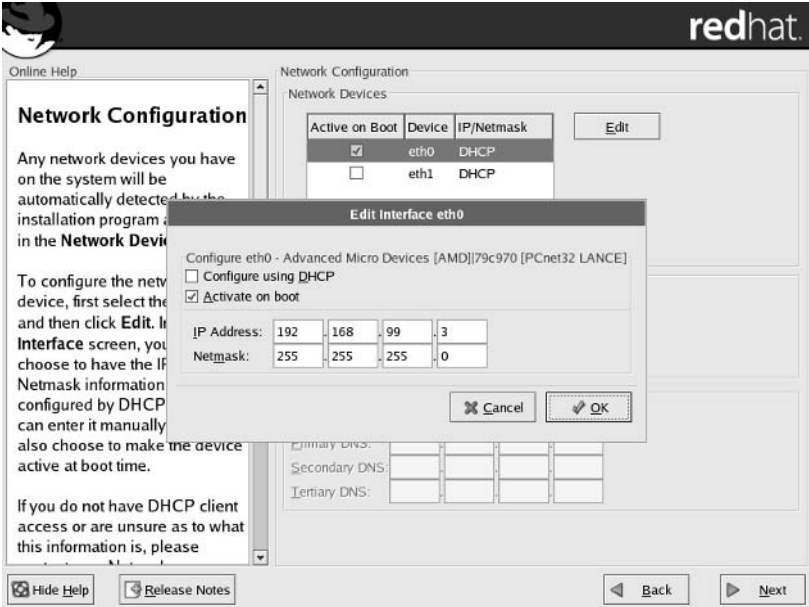 redhat.
Online Help
Network Configuration
Any network devices you have
on the system will be
automatically detected by the
installation program
in the Network
To configure the
device, first select the
and then click Edit.
Interface screen, you
choose to have the
Netmask information
configured by DHCP
can enter it manually
also choose to make the device
active at boot time.
If you do not have DHCP client
access or are unsure as to what
this information is, please
Network Configuration
Network Devices
Active on Boot Device IP/Netmask
eth0 DHCP
eth1 DHCP
Edit
Edit Interface eth0
Configure eth0 - Advanced Micro Devices [AMD]|79c970 [PCnet32 LANCE]
Configure using DHCP
Activate on boot
IP Address: 192 . 168 . 99 . 3
Netmask: 255 . 255 . 255 . 0
Cancel OK
Primary DNS:
Secondary DNS:
Tertiary DNS:
Hide Help
Release Notes
Back
Next